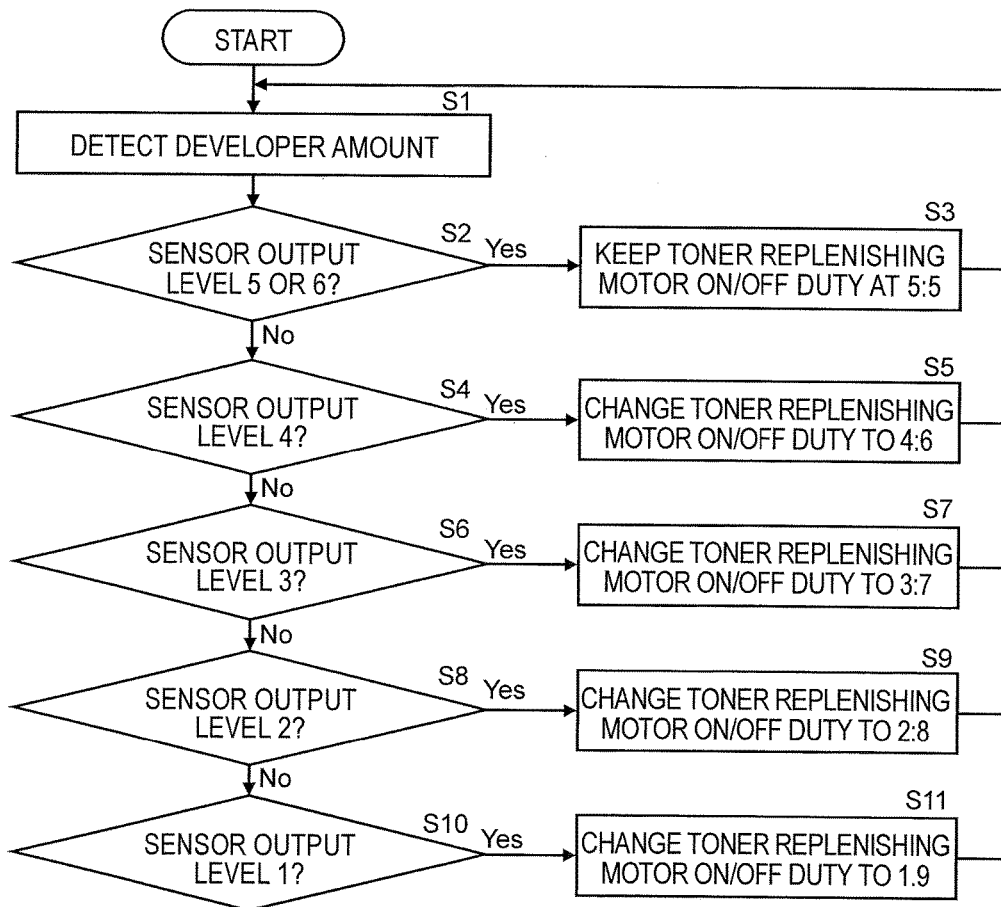 START
S1
DETECT DEVELOPER AMOUNT
S2
SENSOR OUTPUT
LEVEL 5 OR 6?
Yes
S3
KEEP TONER REPLENISHING
MOTOR ON/OFF DUTY AT 5:5
No
S4
SENSOR OUTPUT
LEVEL 4?
Yes
S5
CHANGE TONER REPLENISHING
MOTOR ON/OFF DUTY TO 4:6
No
S6
SENSOR OUTPUT
LEVEL 3?
Yes
S7
CHANGE TONER REPLENISHING
MOTOR ON/OFF DUTY TO 3:7
No
S8
SENSOR OUTPUT
LEVEL 2?
Yes
S9
CHANGE TONER REPLENISHING
MOTOR ON/OFF DUTY TO 2:8
No
S10
SENSOR OUTPUT
LEVEL 1?
Yes
S11
CHANGE TONER REPLENISHING
MOTOR ON/OFF DUTY TO 1.9